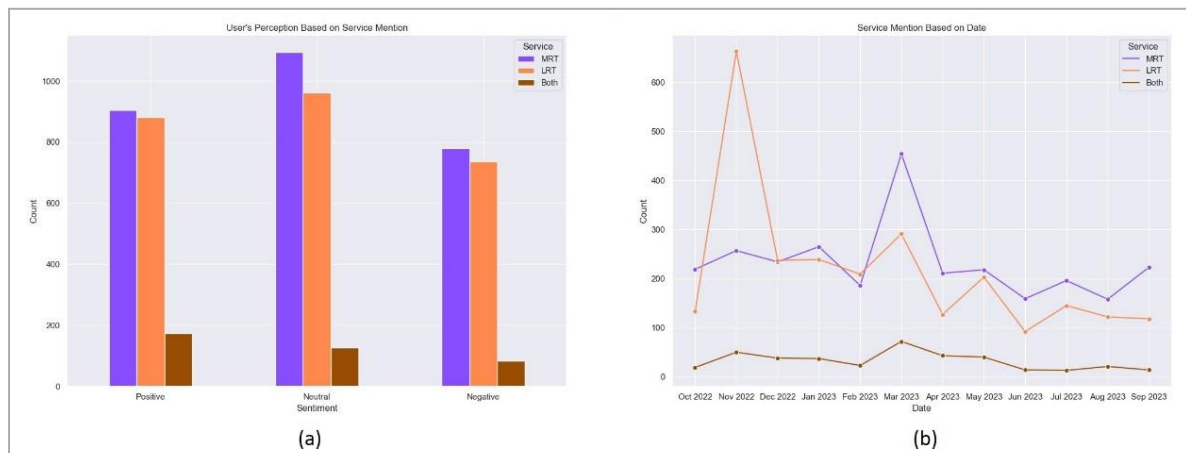 User's Perception Based on Service Mention
Service
MRT
LRT
Both
1000
800
600
400
200
0
Count
Positive
Neutral
Negative
Sentiment
(a)
Service Mention Based on Date
Service
MRT
LRT
Both
600
500
400
300
200
100
0
Count
Oct 2022 Nov 2022 Dec 2022 Jan 2023 Feb 2023 Mar 2023 Apr 2023 May 2023 Jun 2023 Jul 2023 Aug 2023 Sep 2023
Date
(b)